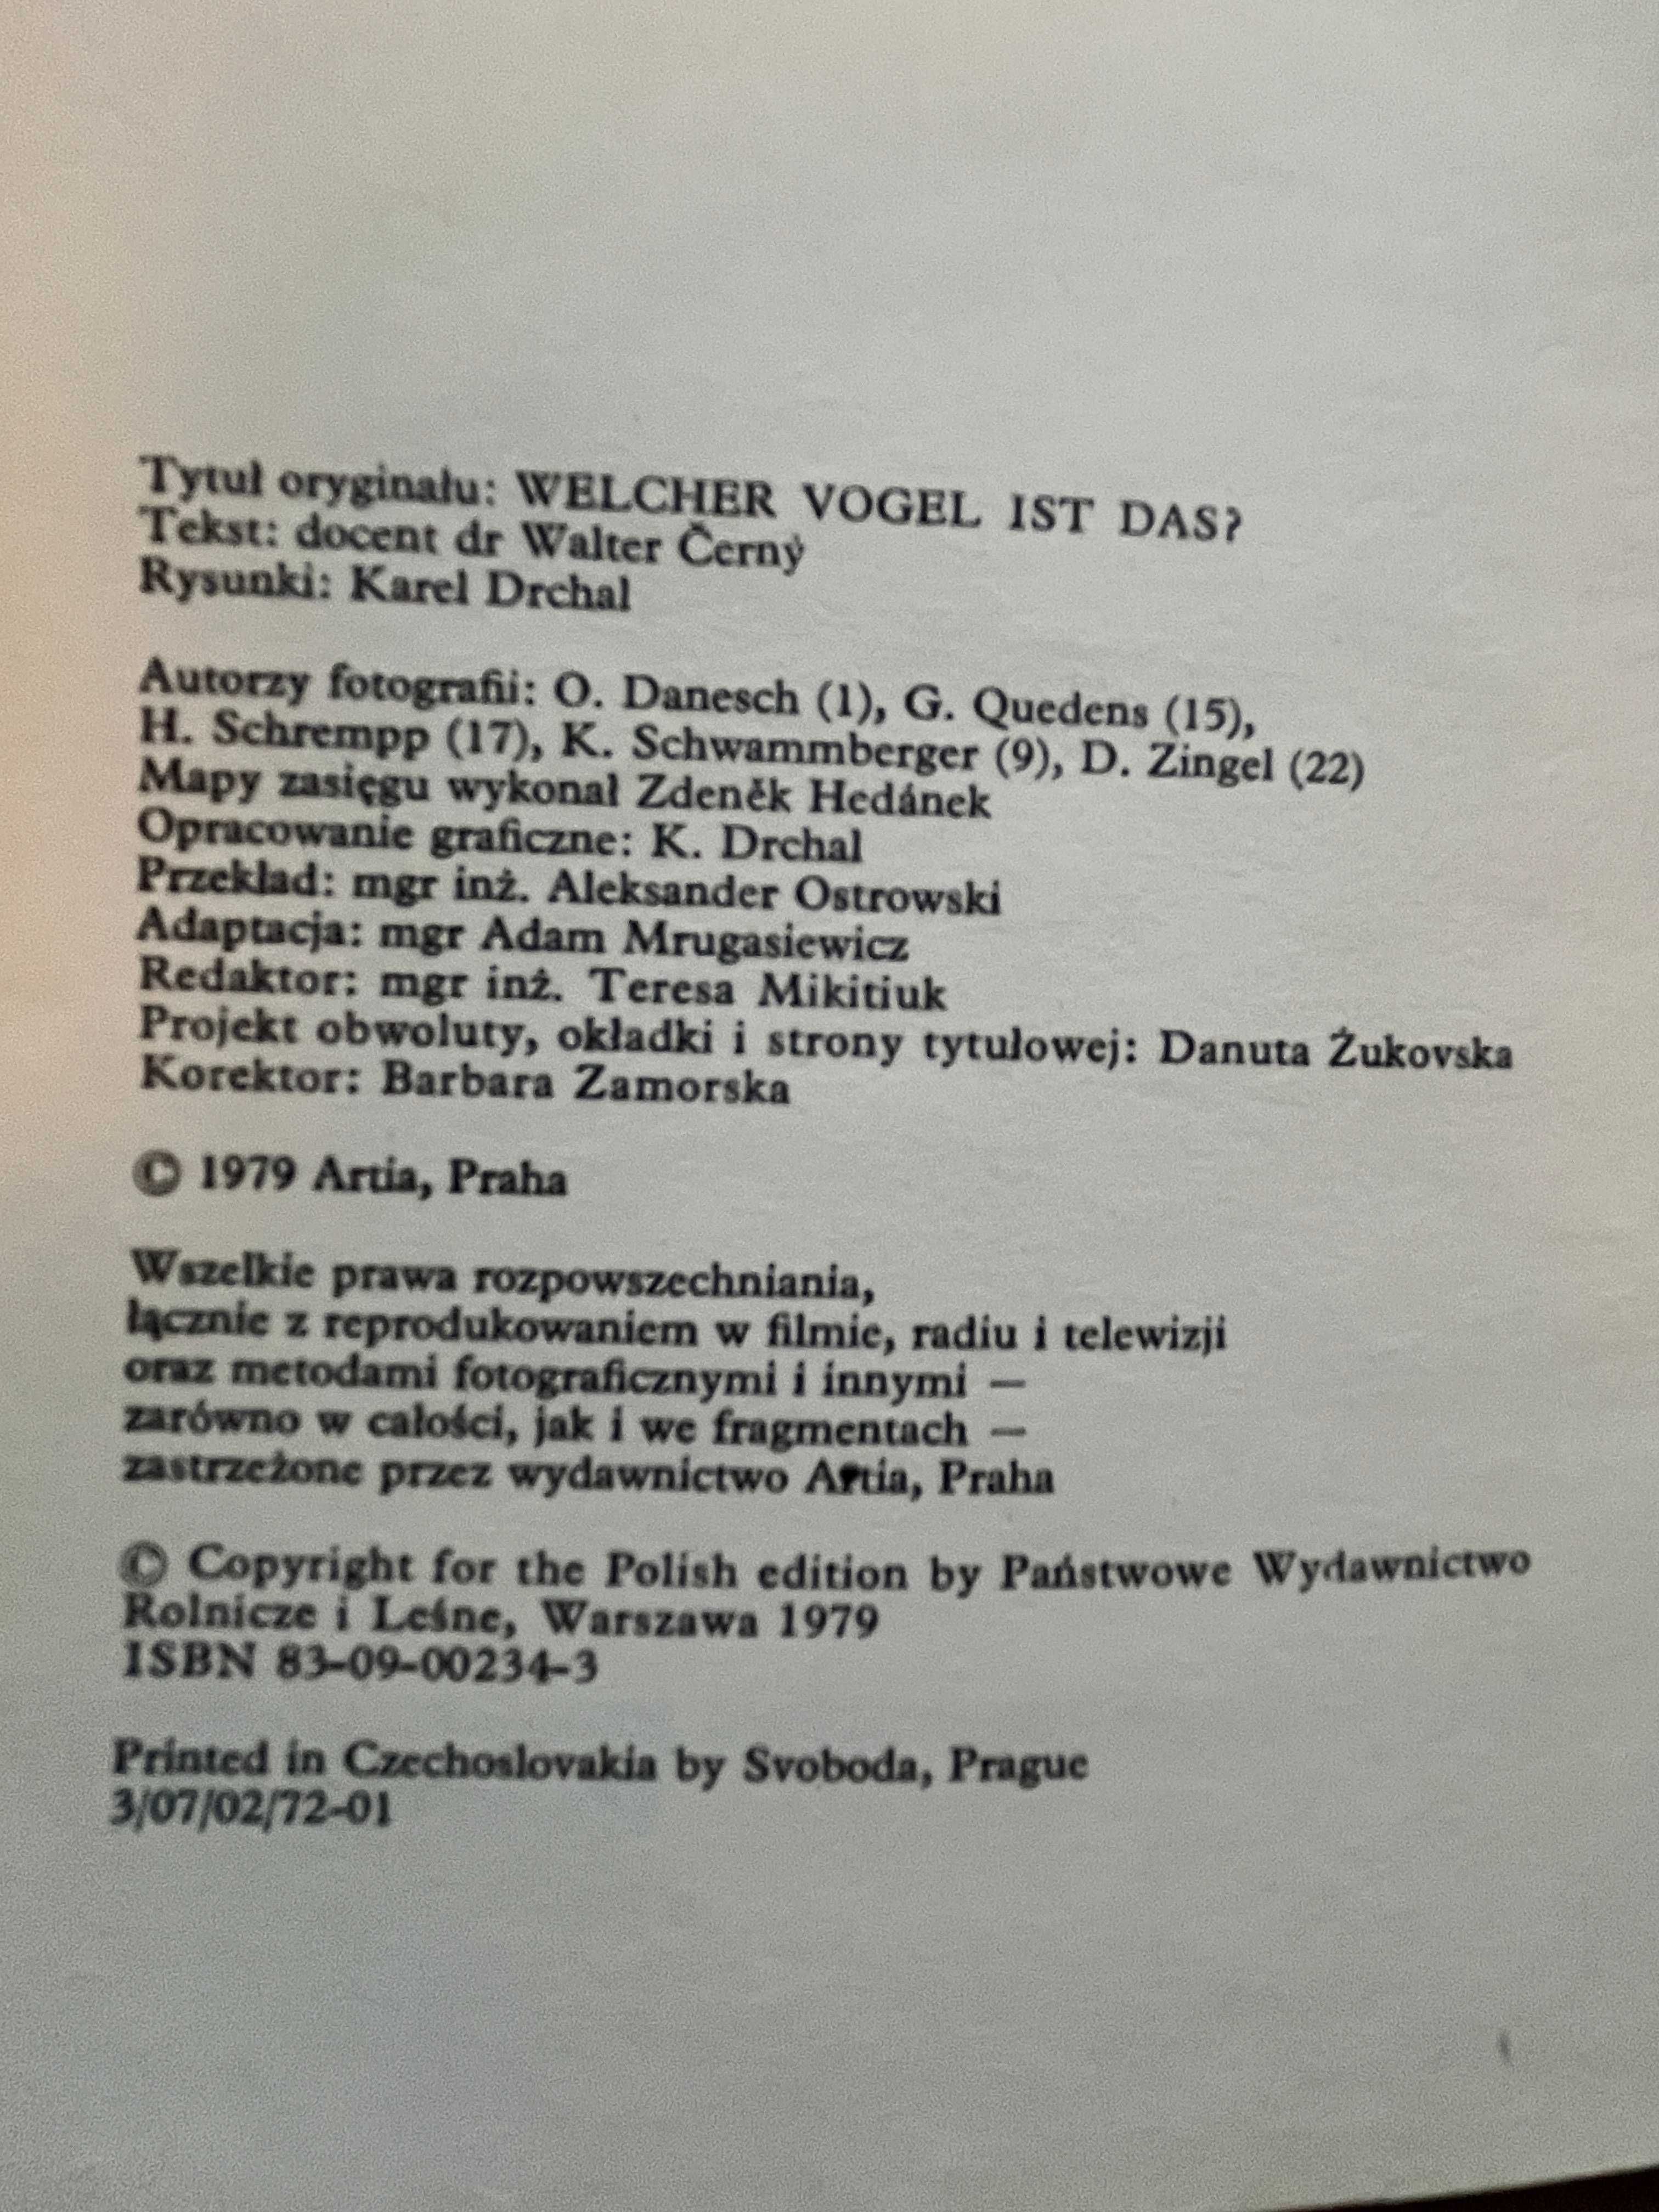 Tytuł oryginału: WELCHER VOGEL IST DAS?
Tekst: docent dr Walter Černý
Rysunki: Karel Drchal
Autorzy fotografii: O. Danesch (1), G. Quedens (15),
H. Schrempp (17), K. Schwammberger (9), D. Zingel (22)
Mapy zasięgu wykonał Zdeněk Hedánek
Opracowanie graficzne: K. Drchal
Przekład: mgr inż. Aleksander Ostrowski
Adaptacja: mgr Adam Mrugasiewicz
Redaktor: mgr inż. Teresa Mikitiuk
Projekt obwoluty, okładki i strony tytułowej: Danuta Żukovska
Korektor: Barbara Zamorska
© 1979 Artia, Praha
Wszelkie prawa rozpowszechniania,
łącznie z reprodukowaniem w filmie, radiu i telewizji
oraz metodami fotograficznymi i innymi —
zarówno w całości, jak i we fragmentach —
zastrzeżone przez wydawnictwo Artia, Praha
© Copyright for the Polish edition by Państwowe Wydawnictwo
Rolnicze i Leśne, Warszawa 1979
ISBN 83-09-00234-3
Printed in Czechoslovakia by Svoboda, Prague
3/07/02/72-01